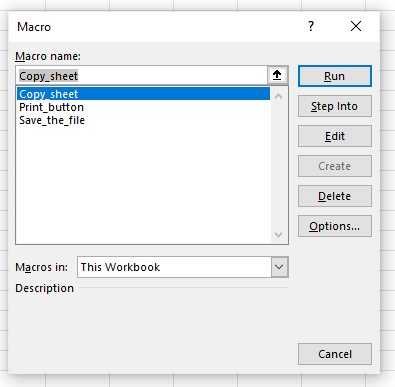 Macro
?
Macro name:
Copy_sheet
Run
Copy_sheet
Print_button
Save_the_file
Step Into
Edit
Create
Delete
Options...
Macros in:
This Workbook
Description
Cancel